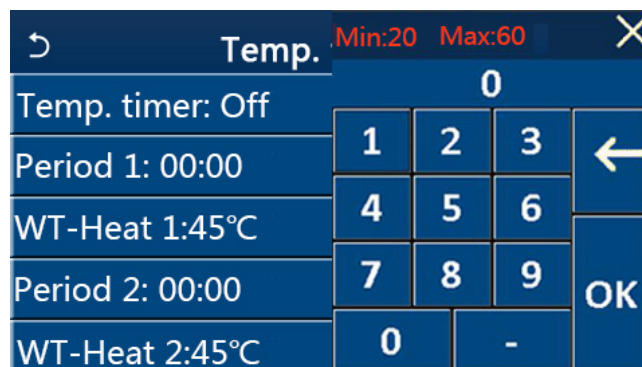 Temp.
Temp. timer: Off
Period 1: 00:00
WT-Heat 1:45℃
Period 2: 00:00
WT-Heat 2:45℃
Min:20 Max:60
0
1 2 3
4 5 6
7 8 9
OK
0 -